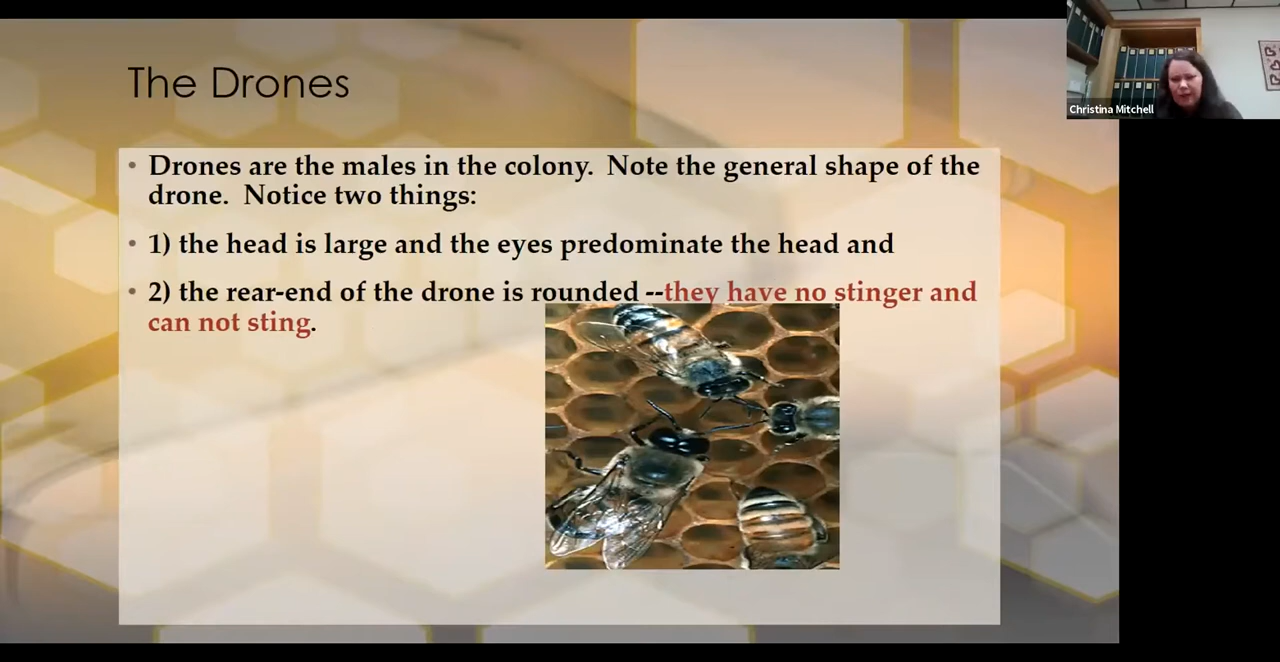 The Drones
Drones are the males in the colony.  Note the general shape of the
drone.  Notice two things:
1) the head is large and the eyes predominate the head and
2) the rear-end of the drone is rounded --they have no stinger and
can not sting.
Christina Mitchell